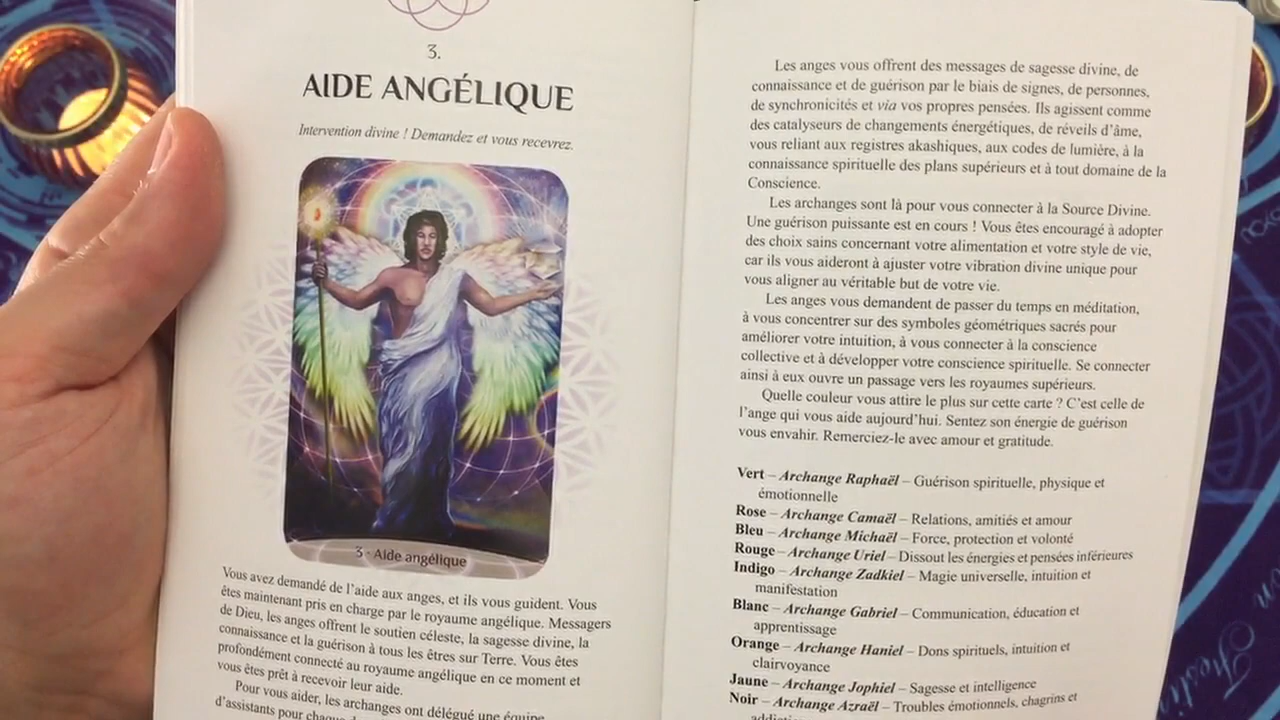 3.
AIDE ANGÉLIQUE
Intervention divine ! Demandez et vous recevrez.
3 · Aide angélique
Vous avez demandé de l'aide aux anges, et ils vous guident. Vous
êtes maintenant pris en charge par le royaume angélique. Messagers
de Dieu, les anges offrent le soutien céleste, la sagesse divine, la
connaissance et la guérison à tous les êtres sur Terre. Vous êtes
profondément connecté au royaume angélique en ce moment et
vous êtes prêt à recevoir leur aide.
Pour vous aider, les archanges ont délégué une équipe
d'assistants pour chaque
Les anges vous offrent des messages de sagesse divine, de
connaissance et de guérison par le biais de signes, de personnes,
de synchronicités et via vos propres pensées. Ils agissent comme
des catalyseurs de changements énergétiques, de réveils d'âme,
vous reliant aux registres akashiques, aux codes de lumière, à la
connaissance spirituelle des plans supérieurs et à tout domaine de la
Conscience.
Les archanges sont là pour vous connecter à la Source Divine.
Une guérison puissante est en cours ! Vous êtes encouragé à adopter
des choix sains concernant votre alimentation et votre style de vie,
car ils vous aideront à ajuster votre vibration divine unique pour
vous aligner au véritable but de votre vie.
Les anges vous demandent de passer du temps en méditation,
à vous concentrer sur des symboles géométriques sacrés pour
améliorer votre intuition, à vous connecter à la conscience
collective et à développer votre conscience spirituelle. Se connecter
ainsi à eux ouvre un passage vers les royaumes supérieurs.
Quelle couleur vous attire le plus sur cette carte ? C'est celle de
l'ange qui vous aide aujourd'hui. Sentez son énergie de guérison
vous envahir. Remerciez-le avec amour et gratitude.
Vert – Archange Raphaël – Guérison spirituelle, physique et
émotionnelle
Rose – Archange Camaël – Relations, amitiés et amour
Bleu – Archange Michaël – Force, protection et volonté
Rouge – Archange Uriel – Dissout les énergies et pensées inférieures
Indigo – Archange Zadkiel – Magie universelle, intuition et
manifestation
Blanc – Archange Gabriel – Communication, éducation et
apprentissage
Orange – Archange Haniel – Dons spirituels, intuition et
clairvoyance
Jaune – Archange Jophiel – Sagesse et intelligence
Noir – Archange Azraël – Troubles émotionnels, chagrins et